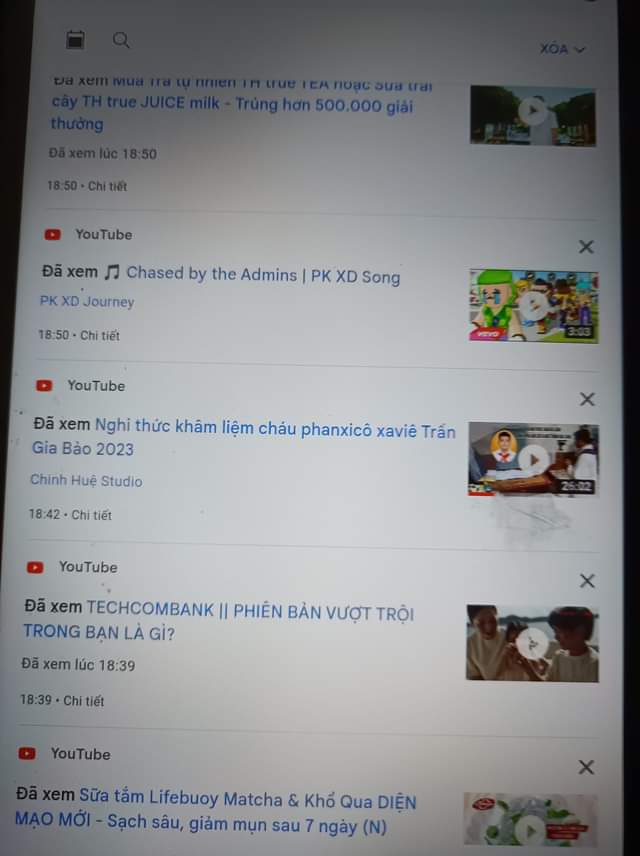 XÓA
Đã xem Mua Trà tự nhiên TH true TEA hoặc Sữa trái
cây TH true JUICE milk - Trúng hơn 500.000 giải
thưởng
Đã xem lúc 18:50
18:50 • Chi tiết
YouTube
Đã xem 🎵 Chased by the Admins | PK XD Song
PK XD Journey
18:50 • Chi tiết
vevo
3:03
YouTube
Đã xem Nghi thức khâm liệm cháu phanxicô xaviê Trần
Gia Bảo 2023
Chinh Huệ Studio
18:42 • Chi tiết
26:02
YouTube
Đã xem TECHCOMBANK || PHIÊN BẢN VƯỢT TRỘI
TRONG BẠN LÀ GÌ?
Đã xem lúc 18:39
18:39 • Chi tiết
YouTube
Đã xem Sữa tắm Lifebuoy Matcha & Khổ Qua DIỆN
MẠO MỚI - Sạch sâu, giảm mụn sau 7 ngày (N)